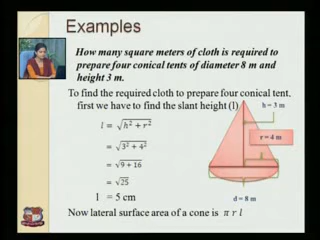 Examples
How many square meters of cloth is required to
prepare four conical tents of diameter 8 m and
height 3 m.
To find the required cloth to prepare four conical tent,
first we have to find the slant height (l)
h = 3 m
l = √h² + r²
= √3² + 4²
r = 4 m
= √9 + 16
= √25
l = 5 cm
d = 8 m
Now lateral surface area of a cone is π r l